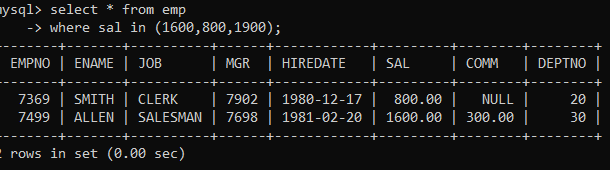 mysql> select * from emp
    -> where sal in (1600,800,1900);
+-------+-------+----------+------+------------+---------+--------+--------+
| EMPNO | ENAME | JOB      | MGR  | HIREDATE   | SAL     | COMM   | DEPTNO |
+-------+-------+----------+------+------------+---------+--------+--------+
|  7369 | SMITH | CLERK    | 7902 | 1980-12-17 |  800.00 |   NULL |     20 |
|  7499 | ALLEN | SALESMAN | 7698 | 1981-02-20 | 1600.00 | 300.00 |     30 |
+-------+-------+----------+------+------------+---------+--------+--------+
2 rows in set (0.00 sec)